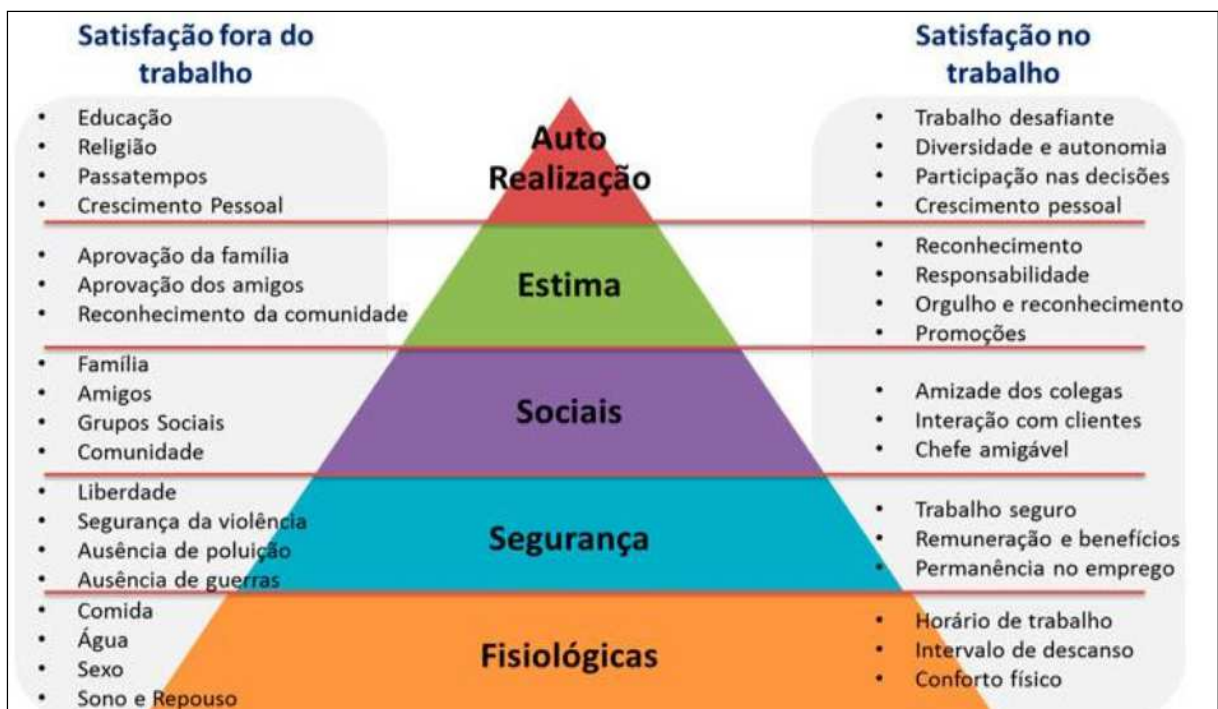 Satisfação fora do
trabalho
• Educação
• Religião
• Passatempos
• Crescimento Pessoal
• Aprovação da família
• Aprovação dos amigos
• Reconhecimento da comunidade
• Família
• Amigos
• Grupos Sociais
• Comunidade
• Liberdade
• Segurança da violência
• Ausência de poluição
• Ausência de guerras
• Comida
• Água
• Sexo
• Sono e Repouso
Auto
Realização
Estima
Sociais
Segurança
Fisiológicas
Satisfação no
trabalho
• Trabalho desafiante
• Diversidade e autonomia
• Participação nas decisões
• Crescimento pessoal
• Reconhecimento
• Responsabilidade
• Orgulho e reconhecimento
• Promoções
• Amizade dos colegas
• Interação com clientes
• Chefe amigável
• Trabalho seguro
• Remuneração e benefícios
• Permanência no emprego
• Horário de trabalho
• Intervalo de descanso
• Conforto físico